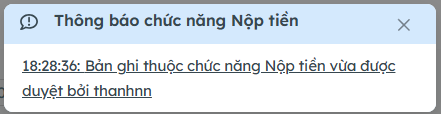 Thông báo chức năng Nộp tiền
18:28:36: Bản ghi thuộc chức năng Nộp tiền vừa được
duyệt bởi thanhnn